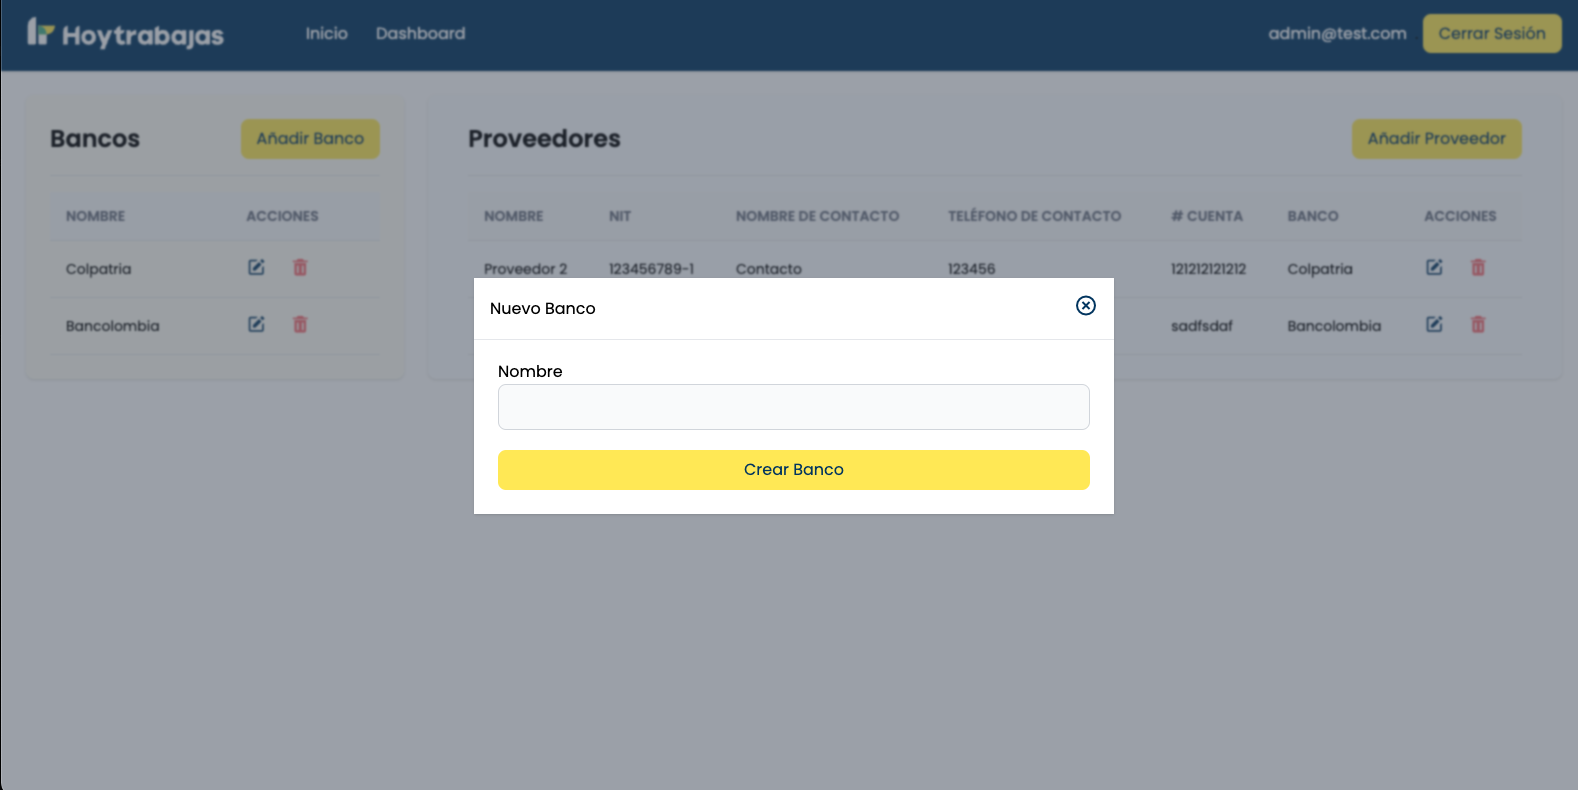 Hoytrabajas
Inicio
Dashboard
admin@test.com
Cerrar Sesión
Bancos
Añadir Banco
NOMBRE ACCIONES
Colpatria
Bancolombia
Proveedores
Añadir Proveedor
NOMBRE NIT NOMBRE DE CONTACTO TELÉFONO DE CONTACTO # CUENTA BANCO ACCIONES
Proveedor 2 123456789-1 Contacto 123456 121212121212 Colpatria
sadfsdaf Bancolombia
Nuevo Banco
Nombre
Crear Banco